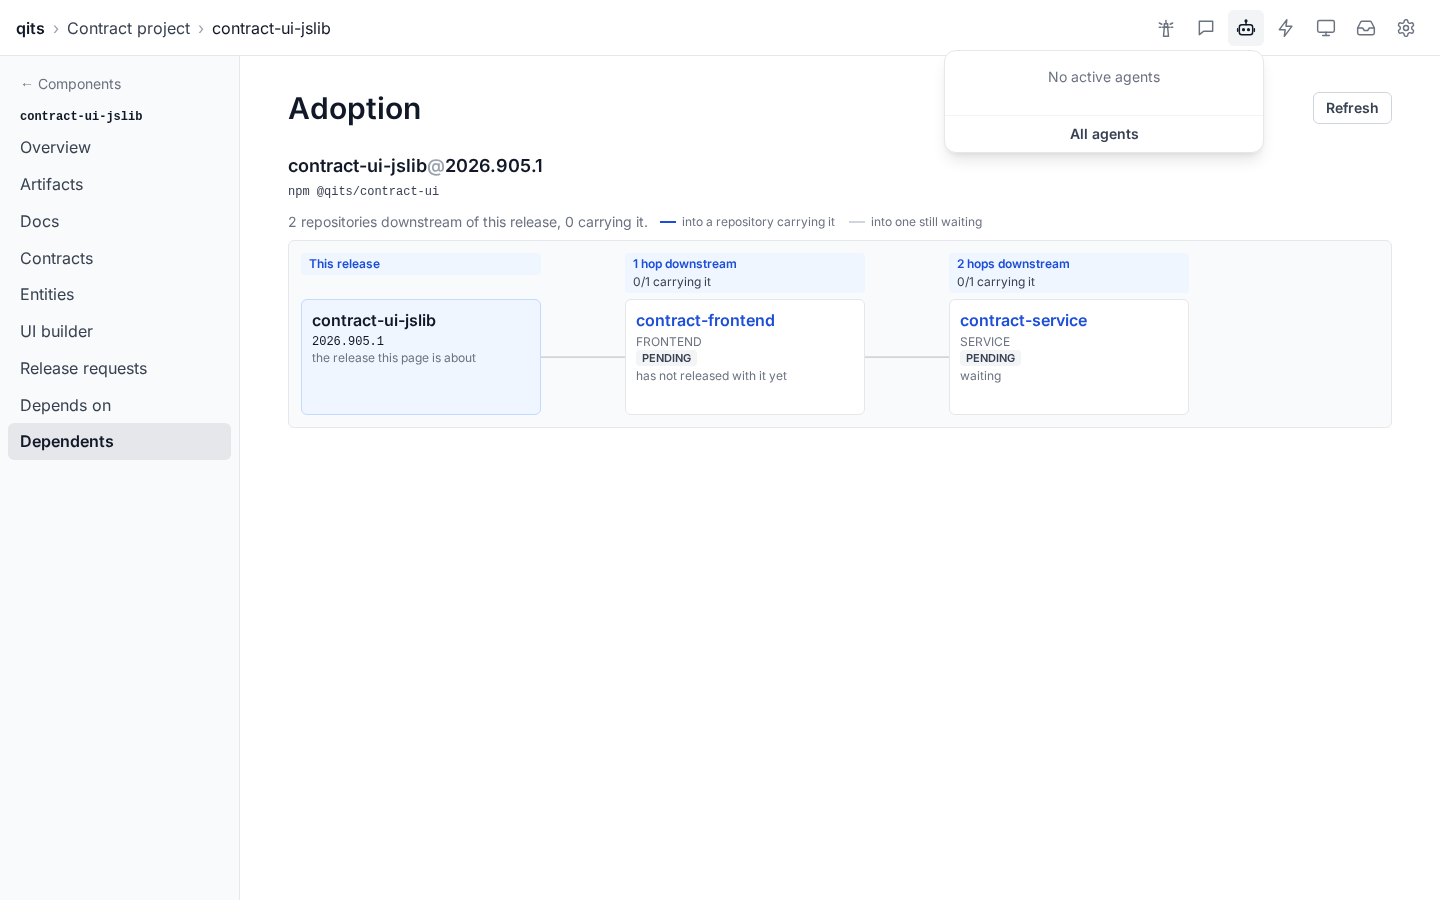 qits › Contract project › contract-ui-jslib
No active agents
All agents
← Components
contract-ui-jslib
Overview
Artifacts
Docs
Contracts
Entities
UI builder
Release requests
Depends on
Dependents
Adoption
Refresh
contract-ui-jslib@2026.905.1
npm @qits/contract-ui
2 repositories downstream of this release, 0 carrying it. into a repository carrying it into one still waiting
This release
1 hop downstream
0/1 carrying it
2 hops downstream
0/1 carrying it
contract-ui-jslib
2026.905.1
the release this page is about
contract-frontend
FRONTEND
PENDING
has not released with it yet
contract-service
SERVICE
PENDING
waiting